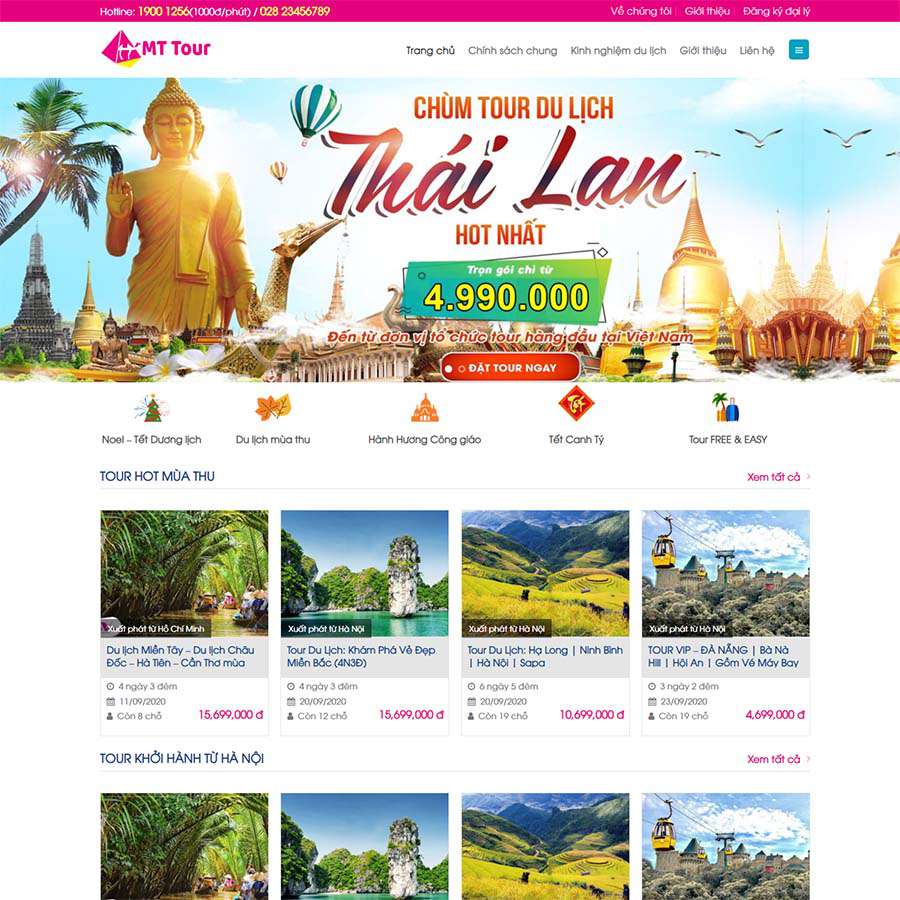 Hotline: 1900 1256(1000đ/phút) / 028 23456789
Về chúng tôi
Giới thiệu
Đăng ký đại lý
MT Tour
Trang chủ
Chính sách chung
Kinh nghiệm du lịch
Giới thiệu
Liên hệ
CHÙM TOUR DU LỊCH
Thái Lan
HOT NHẤT
Trọn gói chỉ từ
4.990.000
Đến từ đơn vị tổ chức tour hàng đầu tại Việt Nam
ĐẶT TOUR NGAY
Noel – Tết Dương lịch
Du lịch mùa thu
Hành Hương Công giáo
Tết
Tết Canh Tý
Tour FREE & EASY
TOUR HOT MÙA THU
Xem tất cả
Xuất phát từ Hồ Chí Minh
Du lịch Miền Tây – Du lịch Châu
Đốc – Hà Tiên – Cần Thơ mùa
4 ngày 3 đêm
11/09/2020
Còn 8 chỗ
15,699,000 đ
Xuất phát từ Hà Nội
Tour Du Lịch: Khám Phá Vẻ Đẹp
Miền Bắc (4N3Đ)
4 ngày 3 đêm
20/09/2020
Còn 12 chỗ
15,699,000 đ
Xuất phát từ Hà Nội
Tour Du Lịch: Hạ Long | Ninh Bình
| Hà Nội | Sapa
6 ngày 5 đêm
20/09/2020
Còn 19 chỗ
10,699,000 đ
Xuất phát từ Hà Nội
TOUR VIP – ĐÀ NẴNG | Bà Nà
Hill | Hội An | Gồm Vé Máy Bay
3 ngày 2 đêm
23/09/2020
Còn 19 chỗ
4,699,000 đ
TOUR KHỞI HÀNH TỪ HÀ NỘI
Xem tất cả